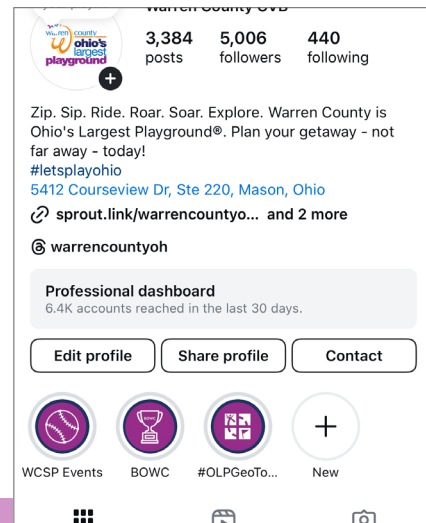 Warren County CVB
warren county
ohio's
largest
playground
3,384 5,006 440
posts followers following
Zip. Sip. Ride. Roar. Soar. Explore. Warren County is
Ohio's Largest Playground®. Plan your getaway - not
far away - today!
#letsplayohio
5412 Courseview Dr, Ste 220, Mason, Ohio
sprout.link/warrencountyo... and 2 more
warrencountyoh
Professional dashboard
6.4K accounts reached in the last 30 days.
Edit profile Share profile Contact
BOWC
WCSP Events BOWC #OLPGeoTo... New